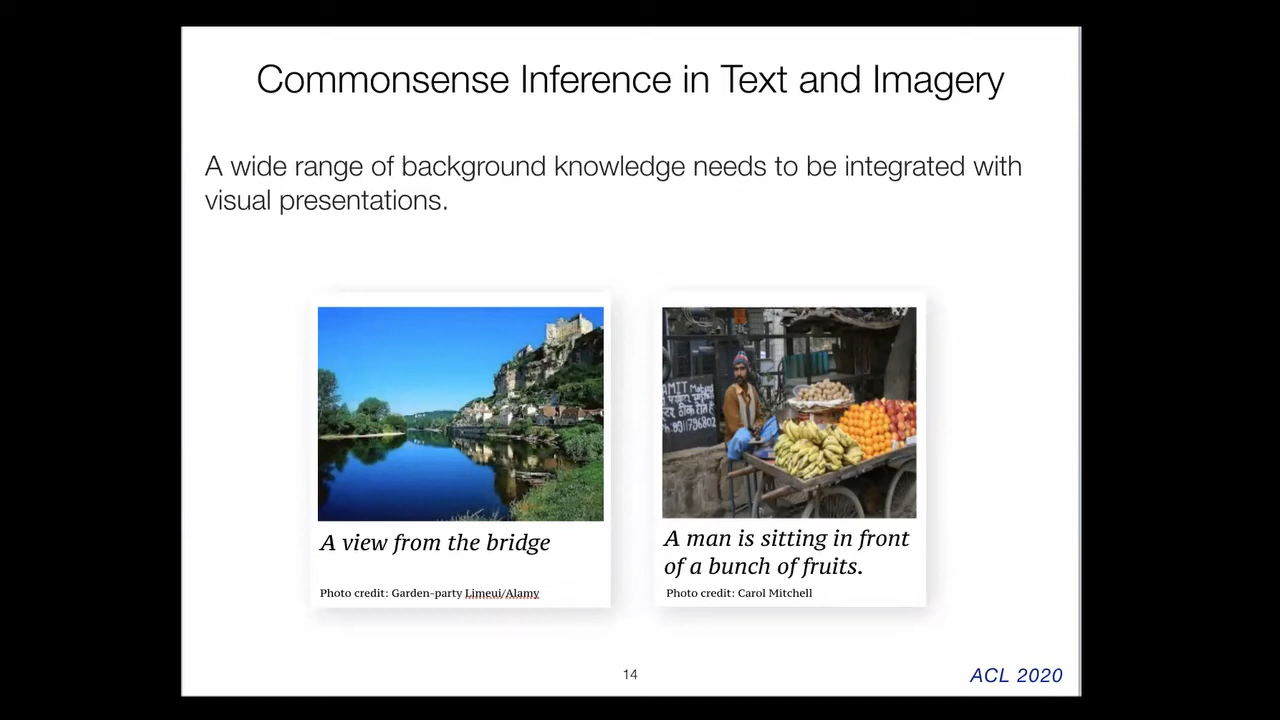 Commonsense Inference in Text and Imagery
A wide range of background knowledge needs to be integrated with
visual presentations.
AMIT
A view from the bridge
Photo credit: Garden-party Limeui/Alamy
A man is sitting in front
of a bunch of fruits.
Photo credit: Carol Mitchell
14
ACL 2020